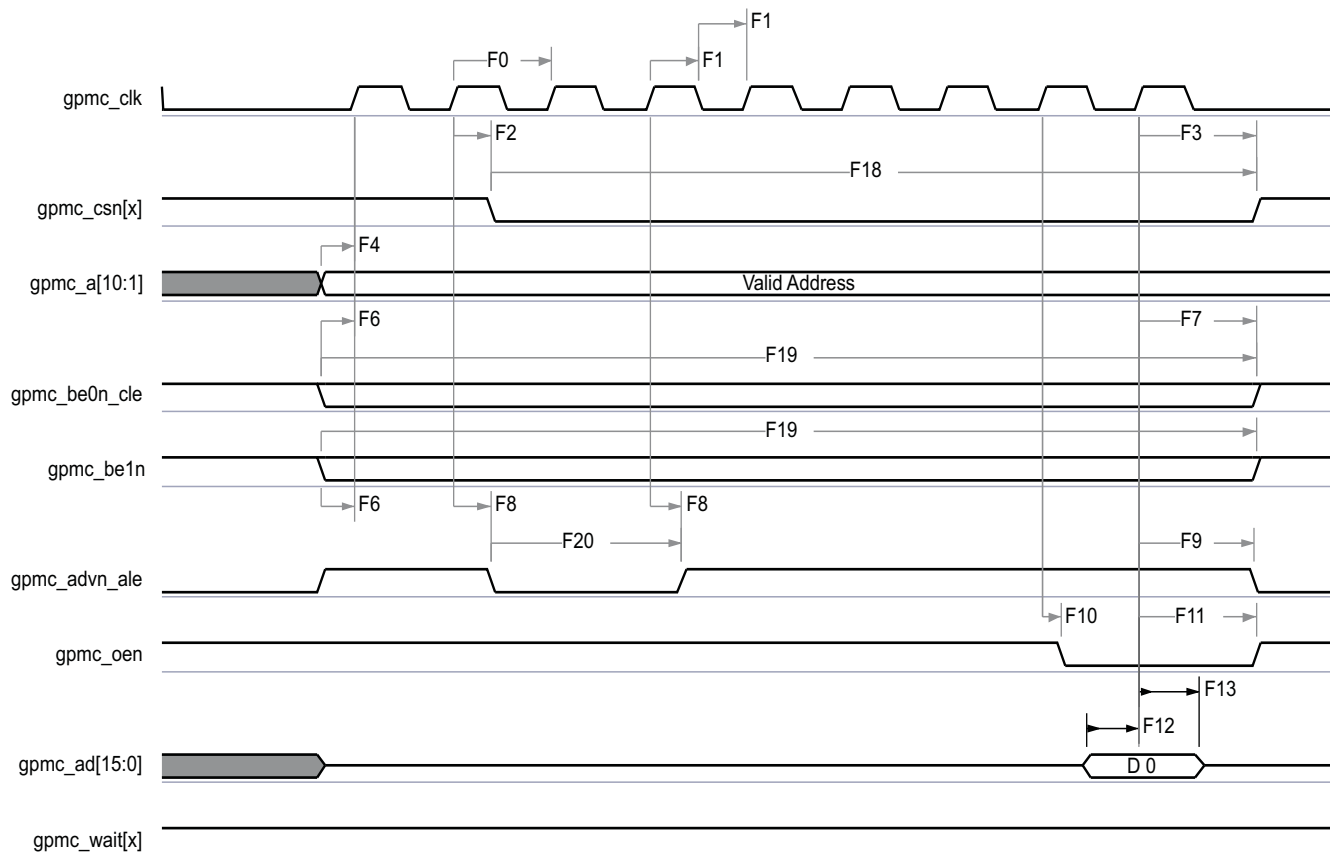 F1
F0
F1
gpmc_clk
F2
F3
F18
gpmc_csn[x]
F4
gpmc_a[10:1]
Valid Address
F6
F7
F19
gpmc_be0n_cle
F19
gpmc_be1n
F6
F8
F8
F20
F9
gpmc_advn_ale
F10
F11
gpmc_oen
F13
F12
gpmc_ad[15:0]
D 0
gpmc_wait[x]